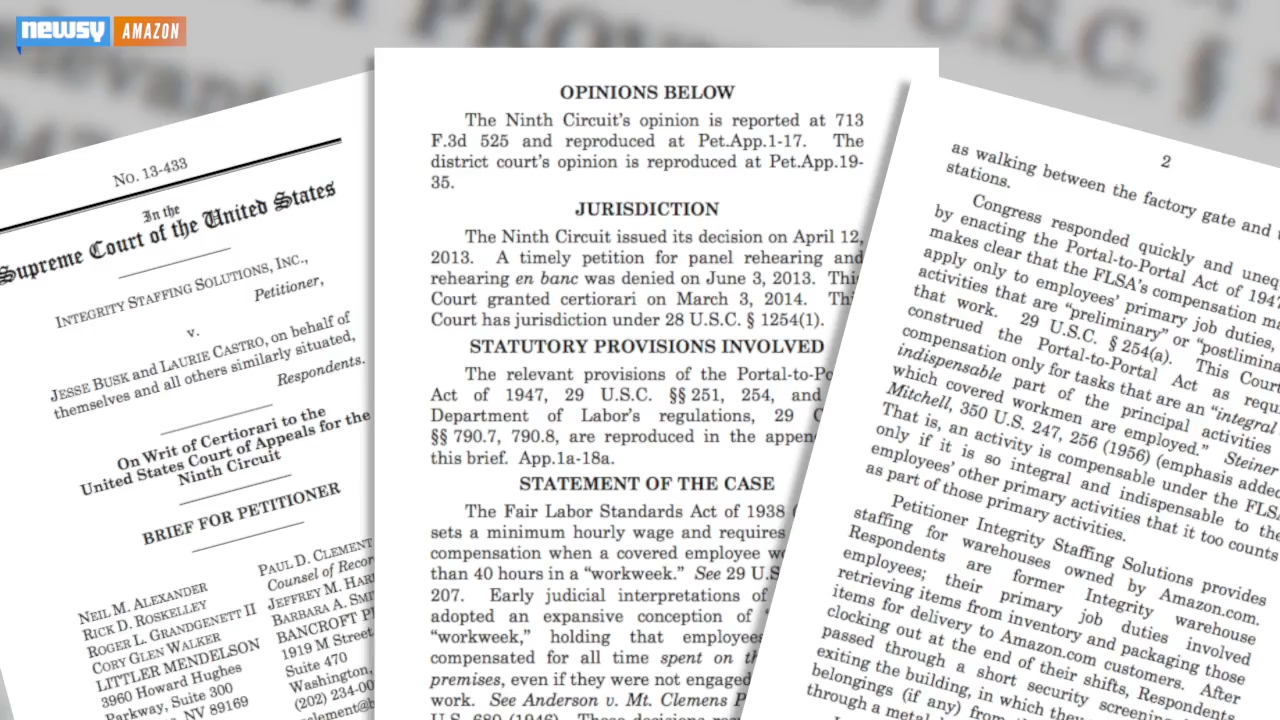 newsy AMAZON
No. 13-433
In the
Supreme Court of the United States
INTEGRITY STAFFING SOLUTIONS, INC.,
Petitioner,
v.
JESSE BUSK and LAURIE CASTRO, on behalf of
themselves and all others similarly situated,
Respondents.
On Writ of Certiorari to the
United States Court of Appeals for the
Ninth Circuit
BRIEF FOR PETITIONER
NEIL M. ALEXANDER
RICK D. ROSKELLEY
ROGER L. GRANDGENETT II
CORY GLEN WALKER
LITTLER MENDELSON
3960 Howard Hughes
Parkway, Suite 300
NV 89169
PAUL D. CLEMENT
Counsel of Recor
JEFFREY M. HAR
BARBARA A. SMI
BANCROFT P
1919 M Street
Suite 470
Washington,
(202) 234-00
OPINIONS BELOW
The Ninth Circuit's opinion is reported at 713
F.3d 525 and reproduced at Pet.App.1-17. The
district court's opinion is reproduced at Pet.App.19-
35.
JURISDICTION
The Ninth Circuit issued its decision on April 12,
2013. A timely petition for panel rehearing and
rehearing en banc was denied on June 3, 2013. Thi
Court granted certiorari on March 3, 2014. Thi
Court has jurisdiction under 28 U.S.C. § 1254(1).
STATUTORY PROVISIONS INVOLVED
The relevant provisions of the Portal-to-Po
Act of 1947, 29 U.S.C. §§ 251, 254, and
Department of Labor's regulations, 29 C
§§ 790.7, 790.8, are reproduced in the appen
this brief. App.1a-18a.
STATEMENT OF THE CASE
The Fair Labor Standards Act of 1938 (
sets a minimum hourly wage and requires
compensation when a covered employee wo
than 40 hours in a “workweek.” See 29 U.S
207. Early judicial interpretations of
adopted an expansive conception of “
“workweek,” holding that employees
compensated for all time spent on th
premises, even if they were not engaged
work. See Anderson v. Mt. Clemens P
U.S. 680 (1946). These decisions
2
as walking between the factory gate and
stations.
Congress responded quickly and uneq
by enacting the Portal-to-Portal Act of 1947
makes clear that the FLSA's compensation ma
apply only to employees' primary job duties,
activities that are “preliminary” or “postlimina
that work. 29 U.S.C. § 254(a). This Cour
construed the Portal-to-Portal Act as requi
compensation only for tasks that are an “integral
indispensable part of the principal activities
which covered workmen are employed.” Steiner
Mitchell, 350 U.S. 247, 256 (1956) (emphasis added
That is, an activity is compensable under the FLSA
only if it is so integral and indispensable to the
employees' other primary activities that it too counts
as part of those primary activities.
Petitioner Integrity Staffing Solutions provides
staffing for warehouses owned by Amazon.com.
Respondents are former Integrity warehouse
employees; their primary job duties involved
retrieving items from inventory and packaging those
items for delivery to Amazon.com customers. After
clocking out at the end of their shifts, Respondents
passed through a short security screening
exiting the building, in which they
belongings (if any) from the
through a metal